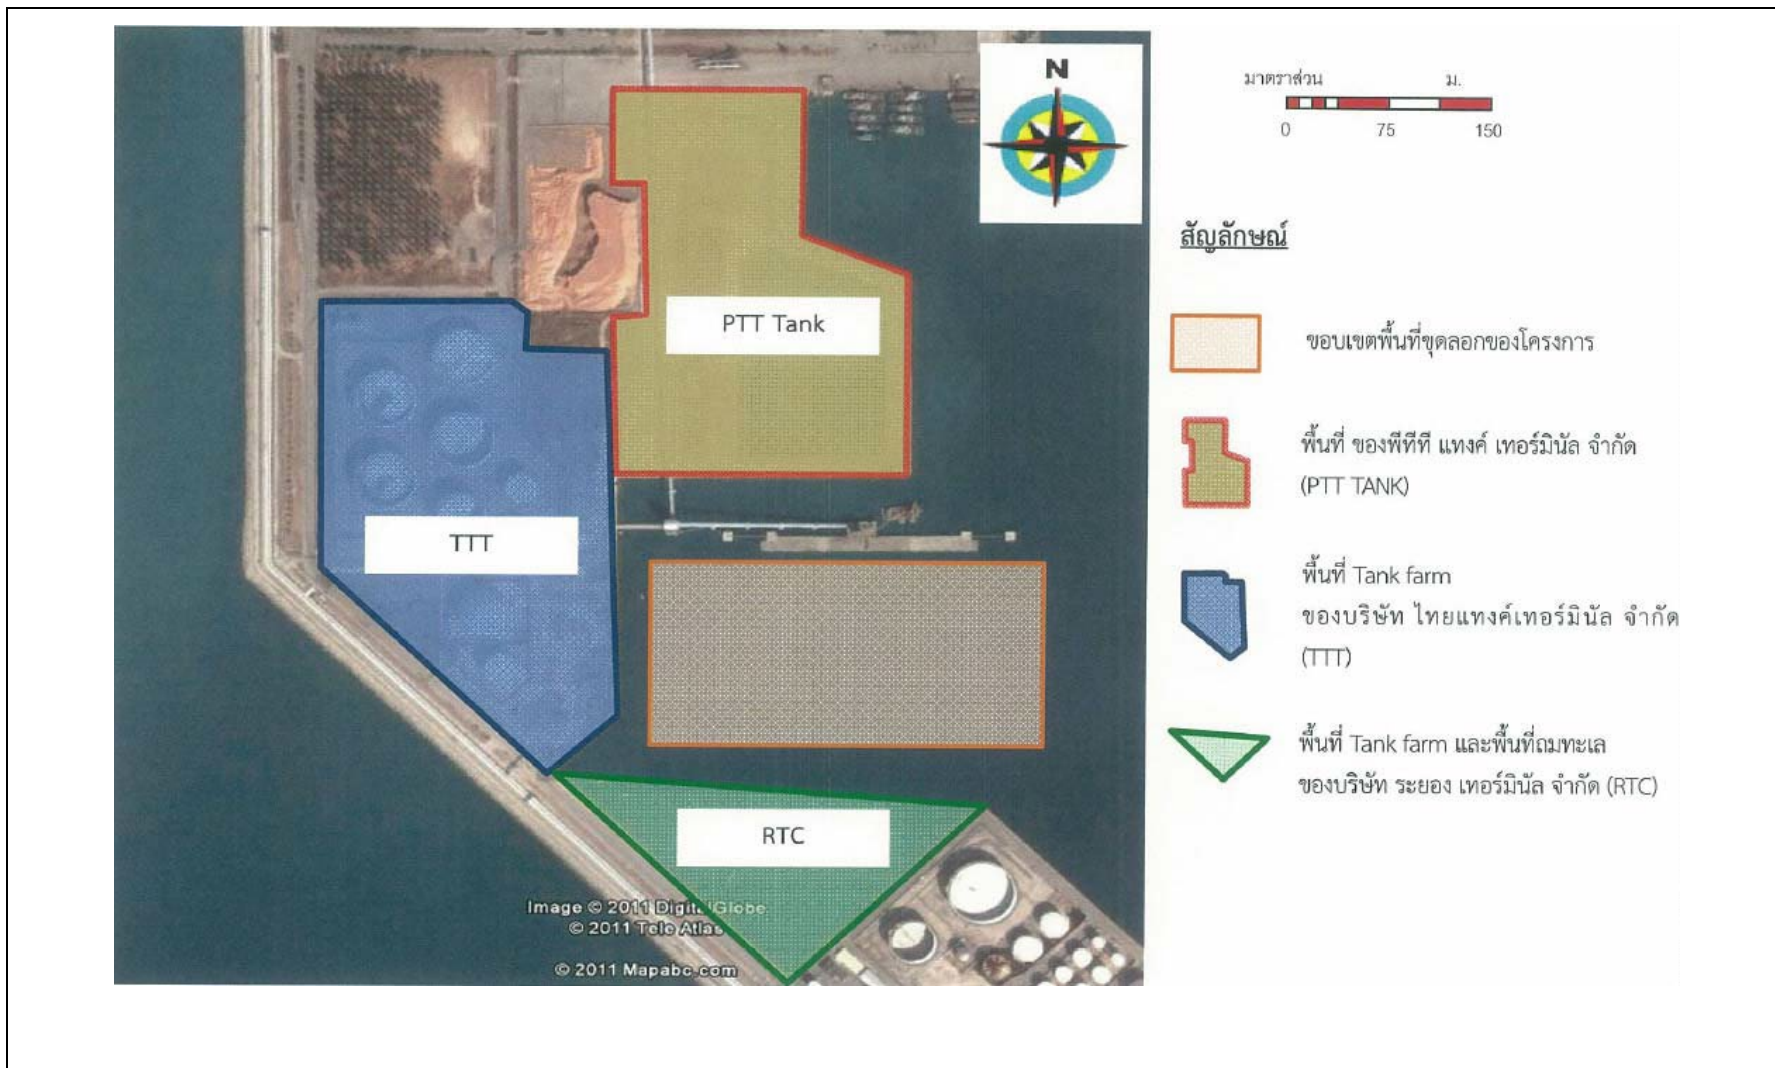 N
มาตราส่วน ม.
0 75 150
สัญลักษณ์
ขอบเขตพื้นที่ขุดลอกของโครงการ
พื้นที่ ของพีทีที แทงค์ เทอร์มินัล จำกัด
(PTT TANK)
พื้นที่ Tank farm
ของบริษัท ไทยแทงค์เทอร์มินัล จำกัด
(TTT)
พื้นที่ Tank farm และพื้นที่ถมทะเล
ของบริษัท ระยอง เทอร์มินัล จำกัด (RTC)
PTT Tank
TTT
RTC
Image © 2011 DigitalGlobe
© 2011 Tele Atlas
© 2011 Mapabc.com